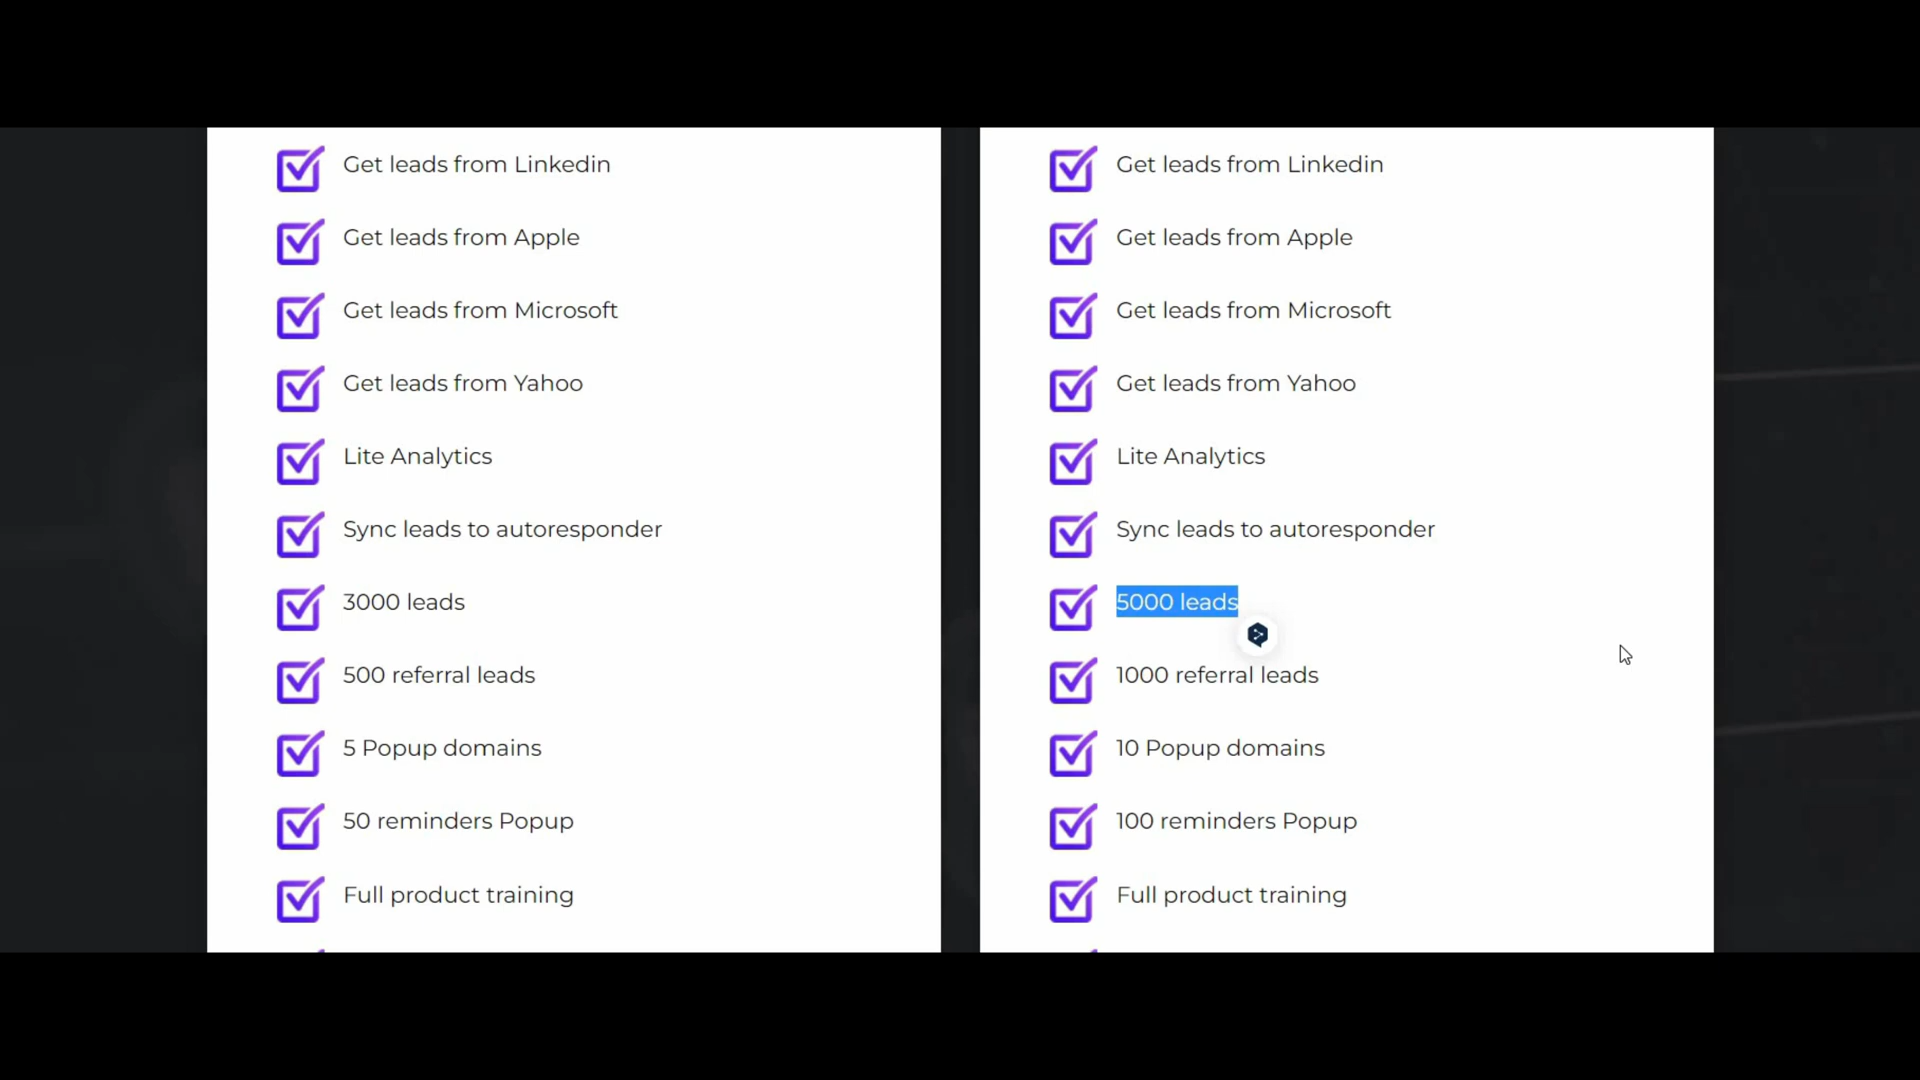 Get leads from Linkedin
Get leads from Apple
Get leads from Microsoft
Get leads from Yahoo
Lite Analytics
Sync leads to autoresponder
3000 leads
500 referral leads
5 Popup domains
50 reminders Popup
Full product training
Get leads from Linkedin
Get leads from Apple
Get leads from Microsoft
Get leads from Yahoo
Lite Analytics
Sync leads to autoresponder
5000 leads
1000 referral leads
10 Popup domains
100 reminders Popup
Full product training